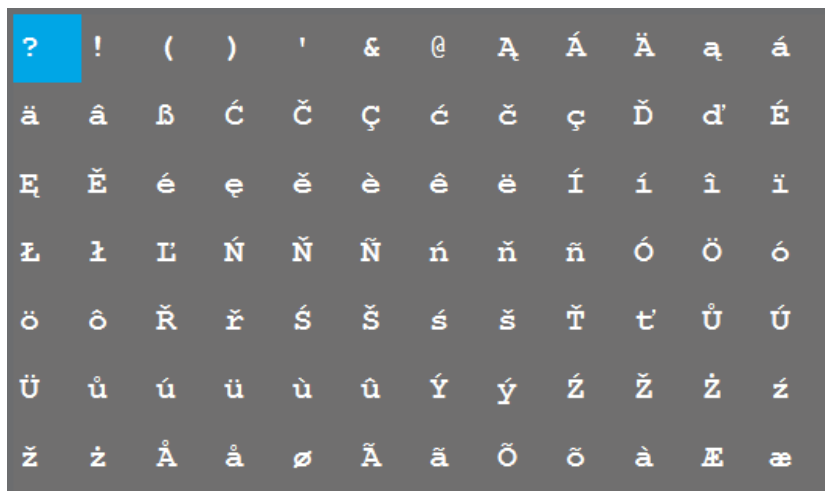 ? ! ( ) ' & @ Ą Á Ä ą á
ä â ß Ć Č Ç ć č ç Ď ď É
Ę Ě é ę ě è ê ë Í í î ï
Ł ł Ľ Ń Ň Ñ ń ň ñ Ó Ö ó
ö ô Ř ř Ś Š ś š Ť ť Ů Ú
Ü ů ú ü ù û Ý ý Ź Ž Ż ź
ž ż Å å ø Ã ã Õ õ à Æ æ